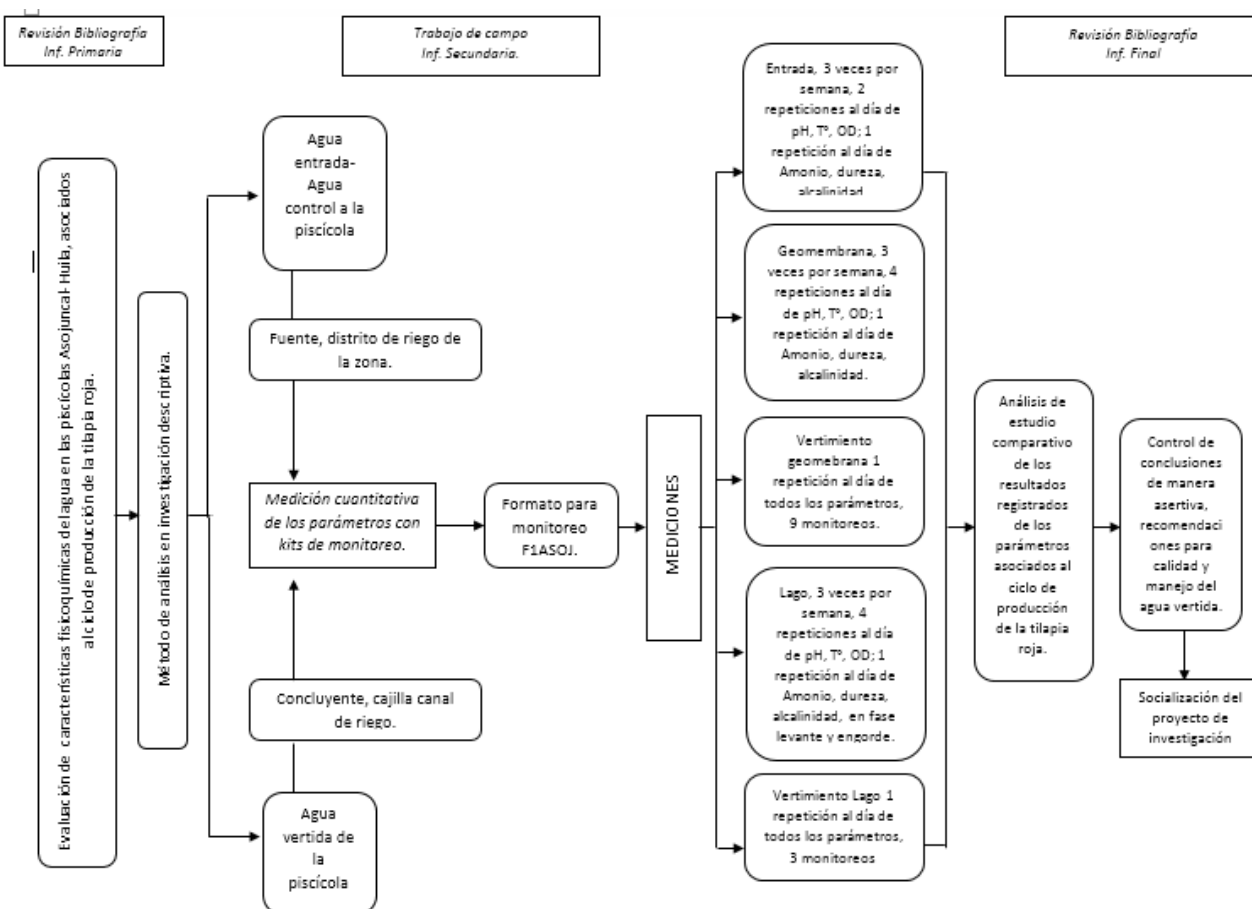 Revisión Bibliografía
Inf. Primaria
Trabajo de campo
Inf. Secundaria.
Revisión Bibliografía
Inf. Final
Evaluación de características fisicoquímicas del agua en las piscícolas Asojuncal-Huila, asociados
al ciclo de producción de la tilapia roja.
Método de análisis en investigación descriptiva.
Agua
entrada-
Agua
control a la
piscícola
Fuente, distrito de riego de
la zona.
Medición cuantitativa
de los parámetros con
kits de monitoreo.
Concluyente, cajilla canal
de riego.
Agua
vertida de
la
piscícola
Formato para
monitoreo
F1ASOJ.
MEDICIONES
Entrada, 3 veces por
semana, 2
repeticiones al día de
pH, Tº, OD; 1
repetición al día de
Amonio, dureza,
alcalinidad
Geomembrana, 3
veces por semana, 4
repeticiones al día
de pH, Tº, OD; 1
repetición al día de
Amonio, dureza,
alcalinidad.
Vertimiento
geomebrana 1
repetición al día de
todos los parámetros,
9 monitoreos.
Lago, 3 veces por
semana, 4
repeticiones al día
de pH, Tº, OD; 1
repetición al día de
Amonio, dureza,
alcalinidad, en fase
levante y engorde.
Vertimiento Lago 1
repetición al día de
todos los parámetros,
3 monitoreos
Análisis de
estudio
comparativo
de los
resultados
registrados de
los
parámetros
asociados al
ciclo de
producción
de la tilapia
roja.
Control de
conclusiones
de manera
asertiva,
recomendaci
ones para
calidad y
manejo del
agua vertida.
Socialización del
proyecto de
investigación